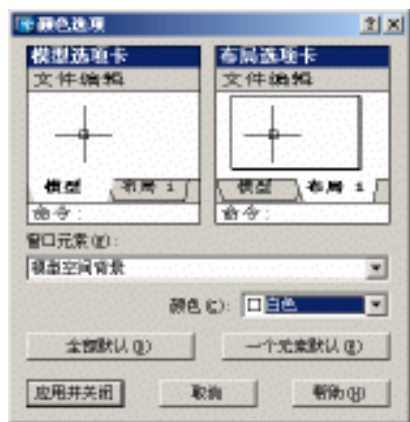 颜色选项
模型选项卡
布局选项卡
文件编辑
文件编辑
模型 布局 1
模型 布局 1
命令:
命令:
窗口元素(W):
模型空间背景
颜色(C): 白色
全部默认(D) 一个元素默认(E)
应用并关闭 取消 帮助(H)